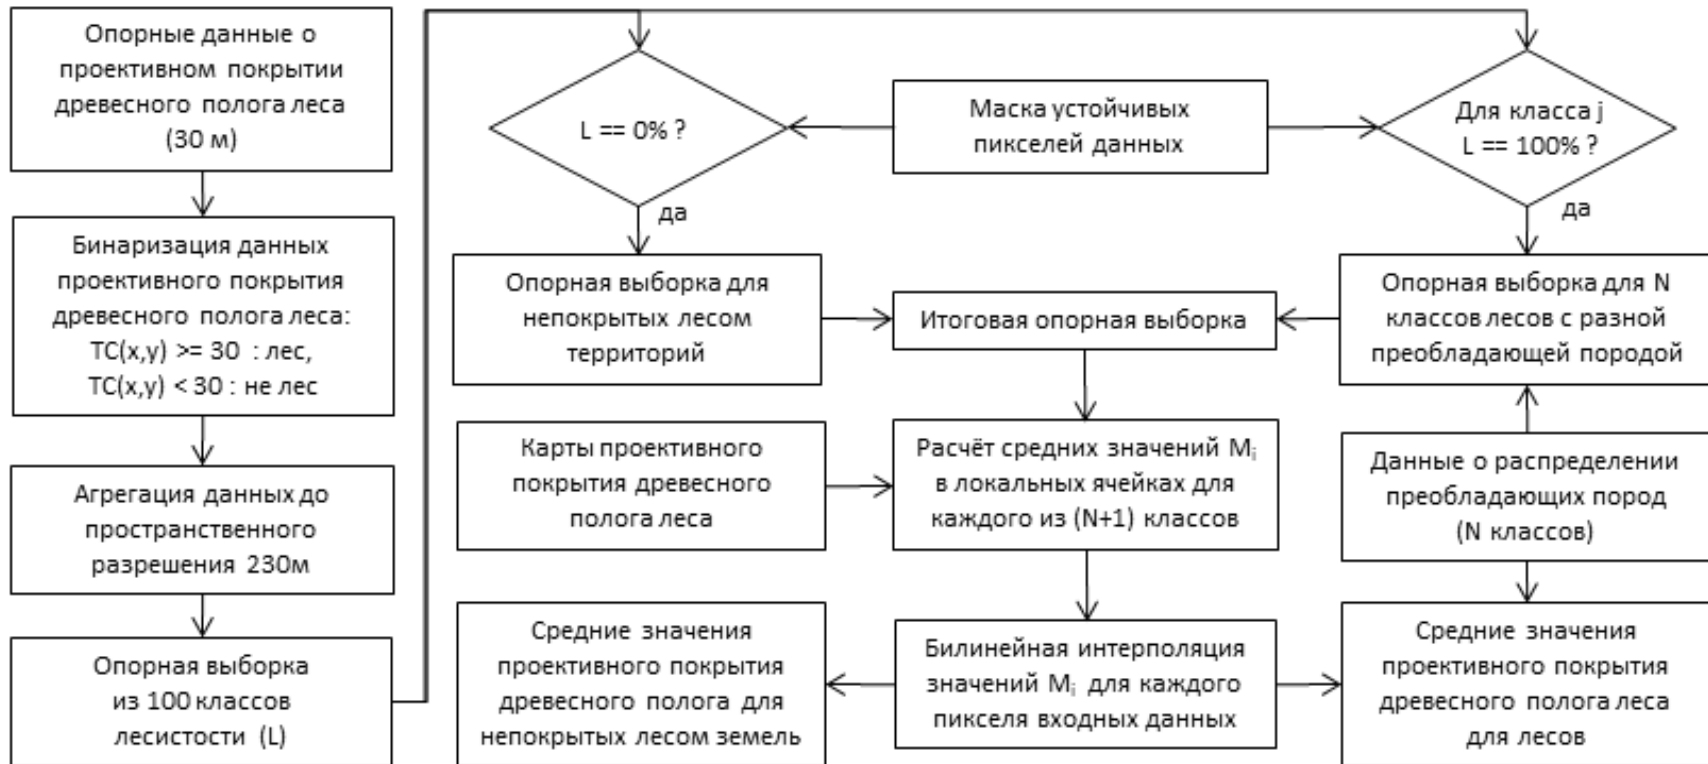 Опорные данные о
проективном покрытии
древесного полога леса
(30 м)
Бинаризация данных
проективного покрытия
древесного полога леса:
TC(x,y) >= 30 : лес,
TC(x,y) < 30 : не лес
Агрегация данных до
пространственного
разрешения 230м
Опорная выборка
из 100 классов
лесистости (L)
L == 0% ?
да
Маска устойчивых
пикселей данных
Для класса j
L == 100% ?
да
Опорная выборка для
непокрытых лесом
территорий
Итоговая опорная выборка
Опорная выборка для N
классов лесов с разной
преобладающей породой
Карты проективного
покрытия древесного
полога леса
Расчёт средних значений Mᵢ
в локальных ячейках для
каждого из (N+1) классов
Данные о распределении
преобладающих пород
(N классов)
Средние значения
проективного покрытия
древесного полога для
непокрытых лесом земель
Билинейная интерполяция
значений Mᵢ для каждого
пикселя входных данных
Средние значения
проективного покрытия
древесного полога леса
для лесов